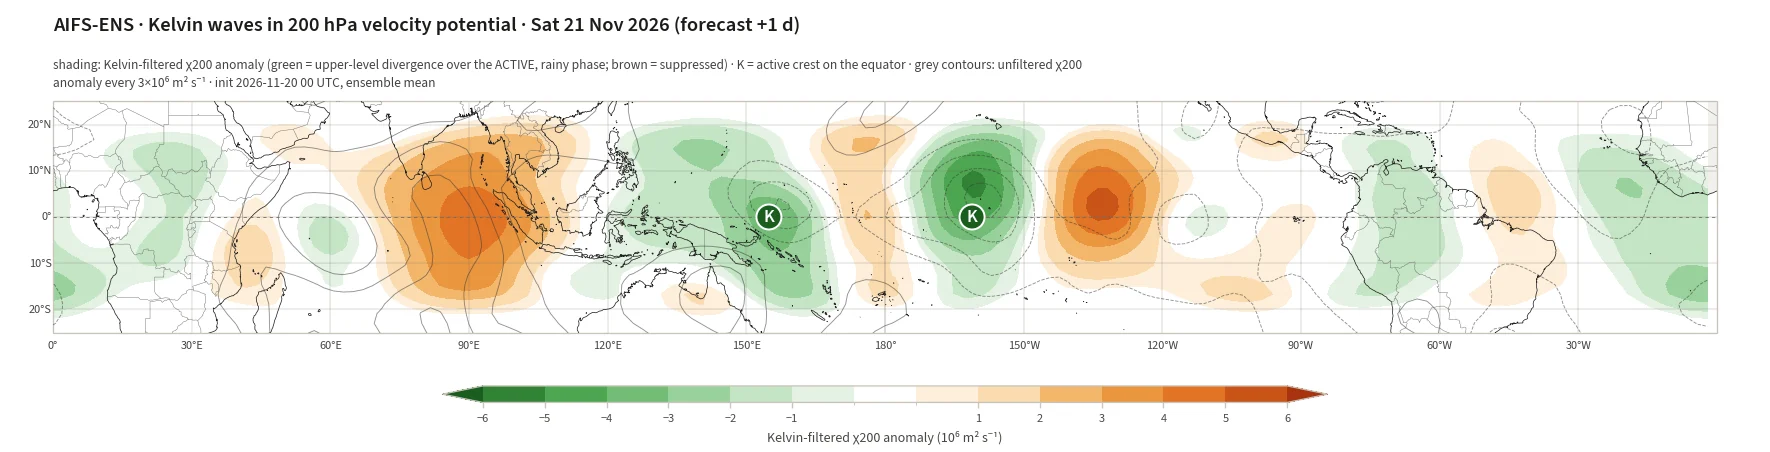 AIFS-ENS · Kelvin waves in 200 hPa velocity potential · Sat 21 Nov 2026 (forecast +1 d)
shading: Kelvin-filtered χ200 anomaly (green = upper-level divergence over the ACTIVE, rainy phase; brown = suppressed) · K = active crest on the equator · grey contours: unfiltered χ200
anomaly every 3×10⁶ m² s⁻¹ · init 2026-11-20 00 UTC, ensemble mean
20°N
10°N
0°
10°S
20°S
K K
0° 30°E 60°E 90°E 120°E 150°E 180° 150°W 120°W 90°W 60°W 30°W
−6 −5 −4 −3 −2 −1 1 2 3 4 5 6
Kelvin-filtered χ200 anomaly (10⁶ m² s⁻¹)